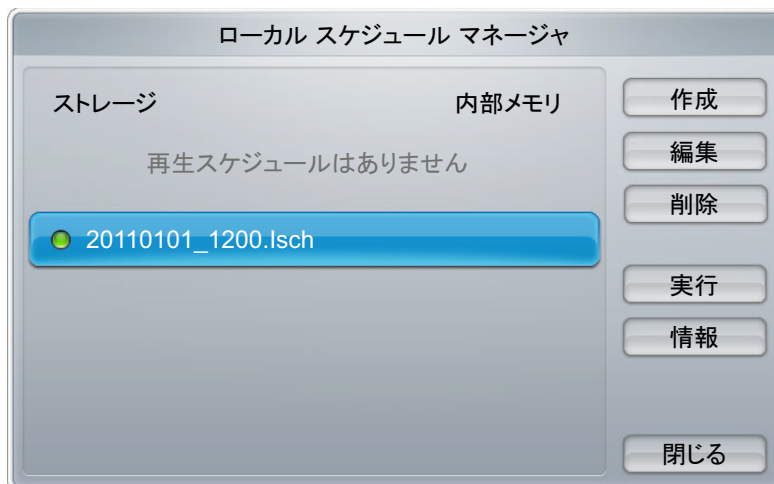 ローカル スケジュール マネージャ
ストレージ 内部メモリ
再生スケジュールはありません
20110101_1200.lsch
作成
編集
削除
実行
情報
閉じる